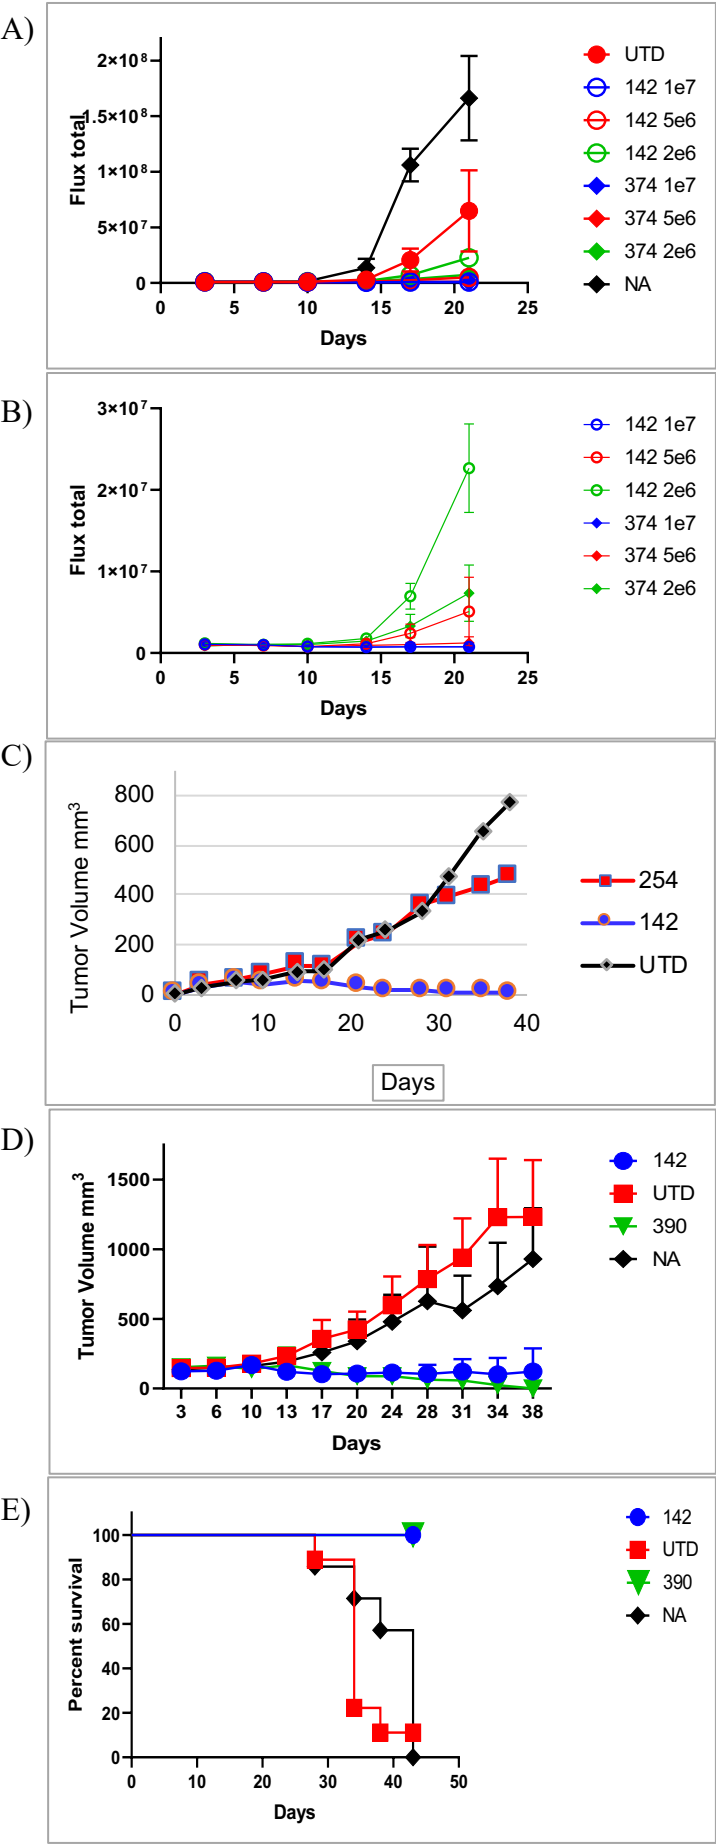 A)
Flux total
2×10⁸
1.5×10⁸
1×10⁸
5×10⁷
0
0 5 10 15 20 25
Days
UTD
142 1e7
142 5e6
142 2e6
374 1e7
374 5e6
374 2e6
NA
B)
Flux total
3×10⁷
2×10⁷
1×10⁷
0
0 5 10 15 20 25
Days
142 1e7
142 5e6
142 2e6
374 1e7
374 5e6
374 2e6
C)
Tumor Volume mm³
800
600
400
200
0
0 10 20 30 40
Days
254
142
UTD
D)
Tumor Volume mm³
1500
1000
500
0
3 6 10 13 17 20 24 28 31 34 38
Days
142
UTD
390
NA
E)
Percent survival
100
80
60
40
20
0
0 10 20 30 40 50
Days
142
UTD
390
NA